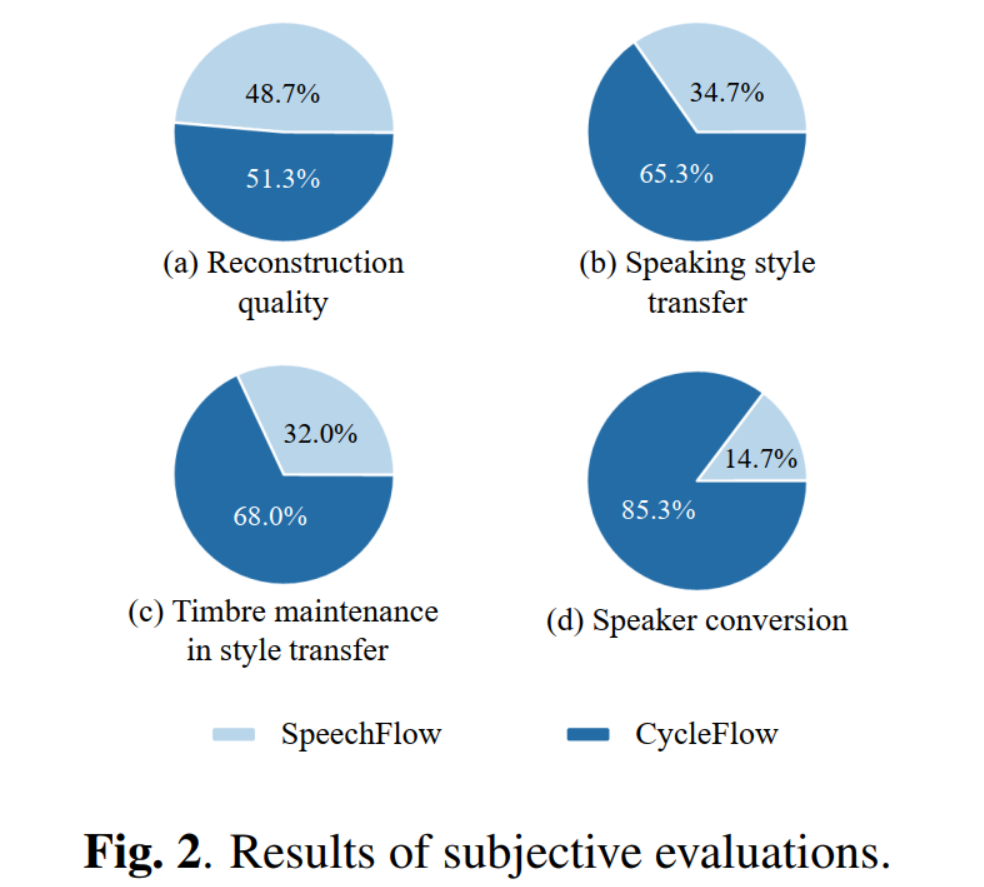 48.7%
51.3%
(a) Reconstruction
quality
34.7%
65.3%
(b) Speaking style
transfer
32.0%
68.0%
(c) Timbre maintenance
in style transfer
14.7%
85.3%
(d) Speaker conversion
SpeechFlow
CycleFlow
Fig. 2. Results of subjective evaluations.